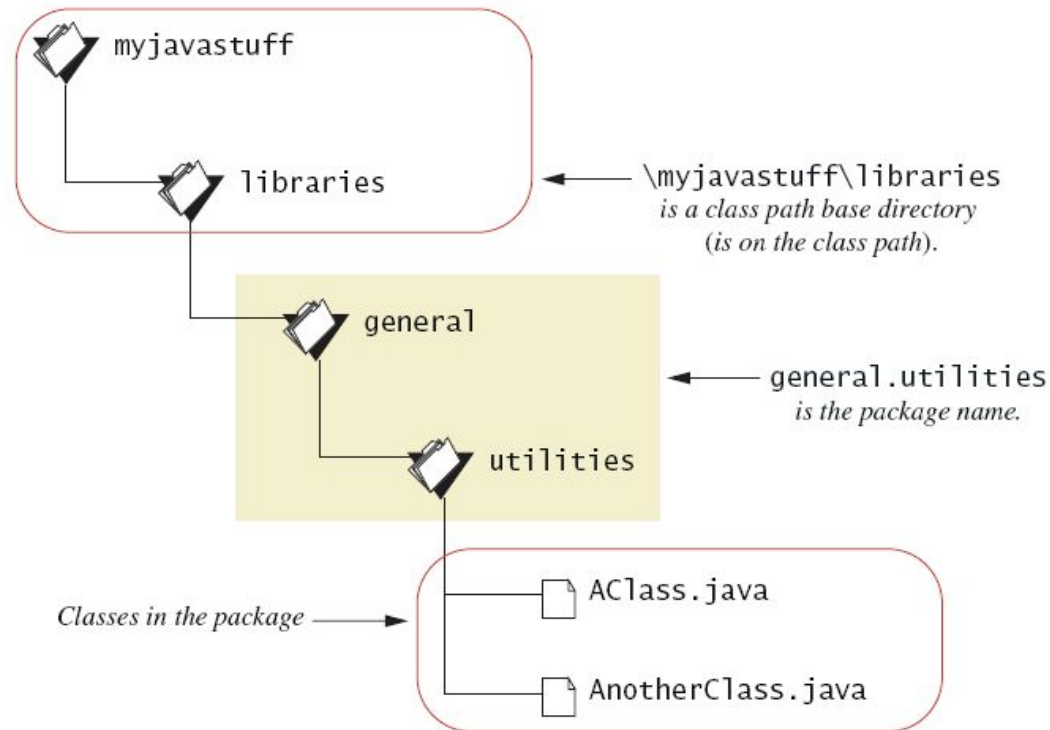 myjavastuff
libraries
\myjavastuff\libraries
is a class path base directory
(is on the class path).
general
general.utilities
is the package name.
utilities
AClass.java
Classes in the package
AnotherClass.java